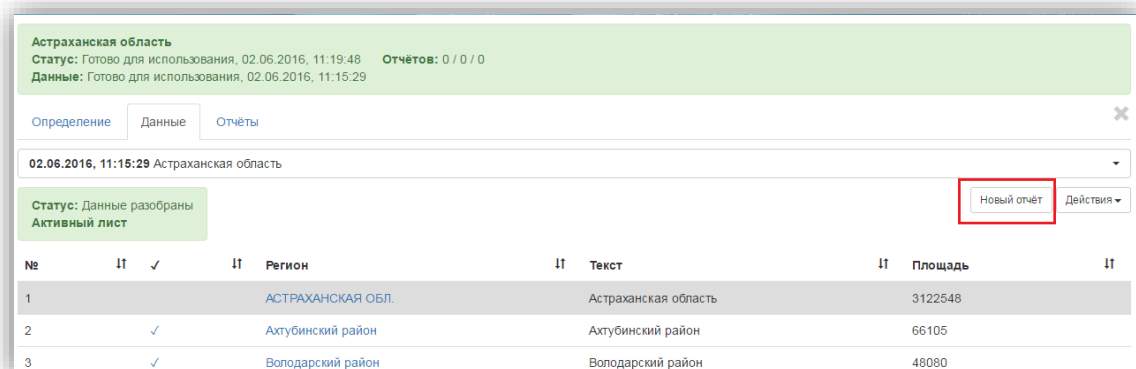 Астраханская область
Статус: Готово для использования, 02.06.2016, 11:19:48 Отчётов: 0 / 0 / 0
Данные: Готово для использования, 02.06.2016, 11:15:29
Определение Данные Отчёты
02.06.2016, 11:15:29 Астраханская область
Статус: Данные разобраны
Активный лист
Новый отчёт Действия
№ ✓ Регион Текст Площадь
1 АСТРАХАНСКАЯ ОБЛ. Астраханская область 3122548
2 ✓ Ахтубинский район Ахтубинский район 66105
3 ✓ Володарский район Володарский район 48080